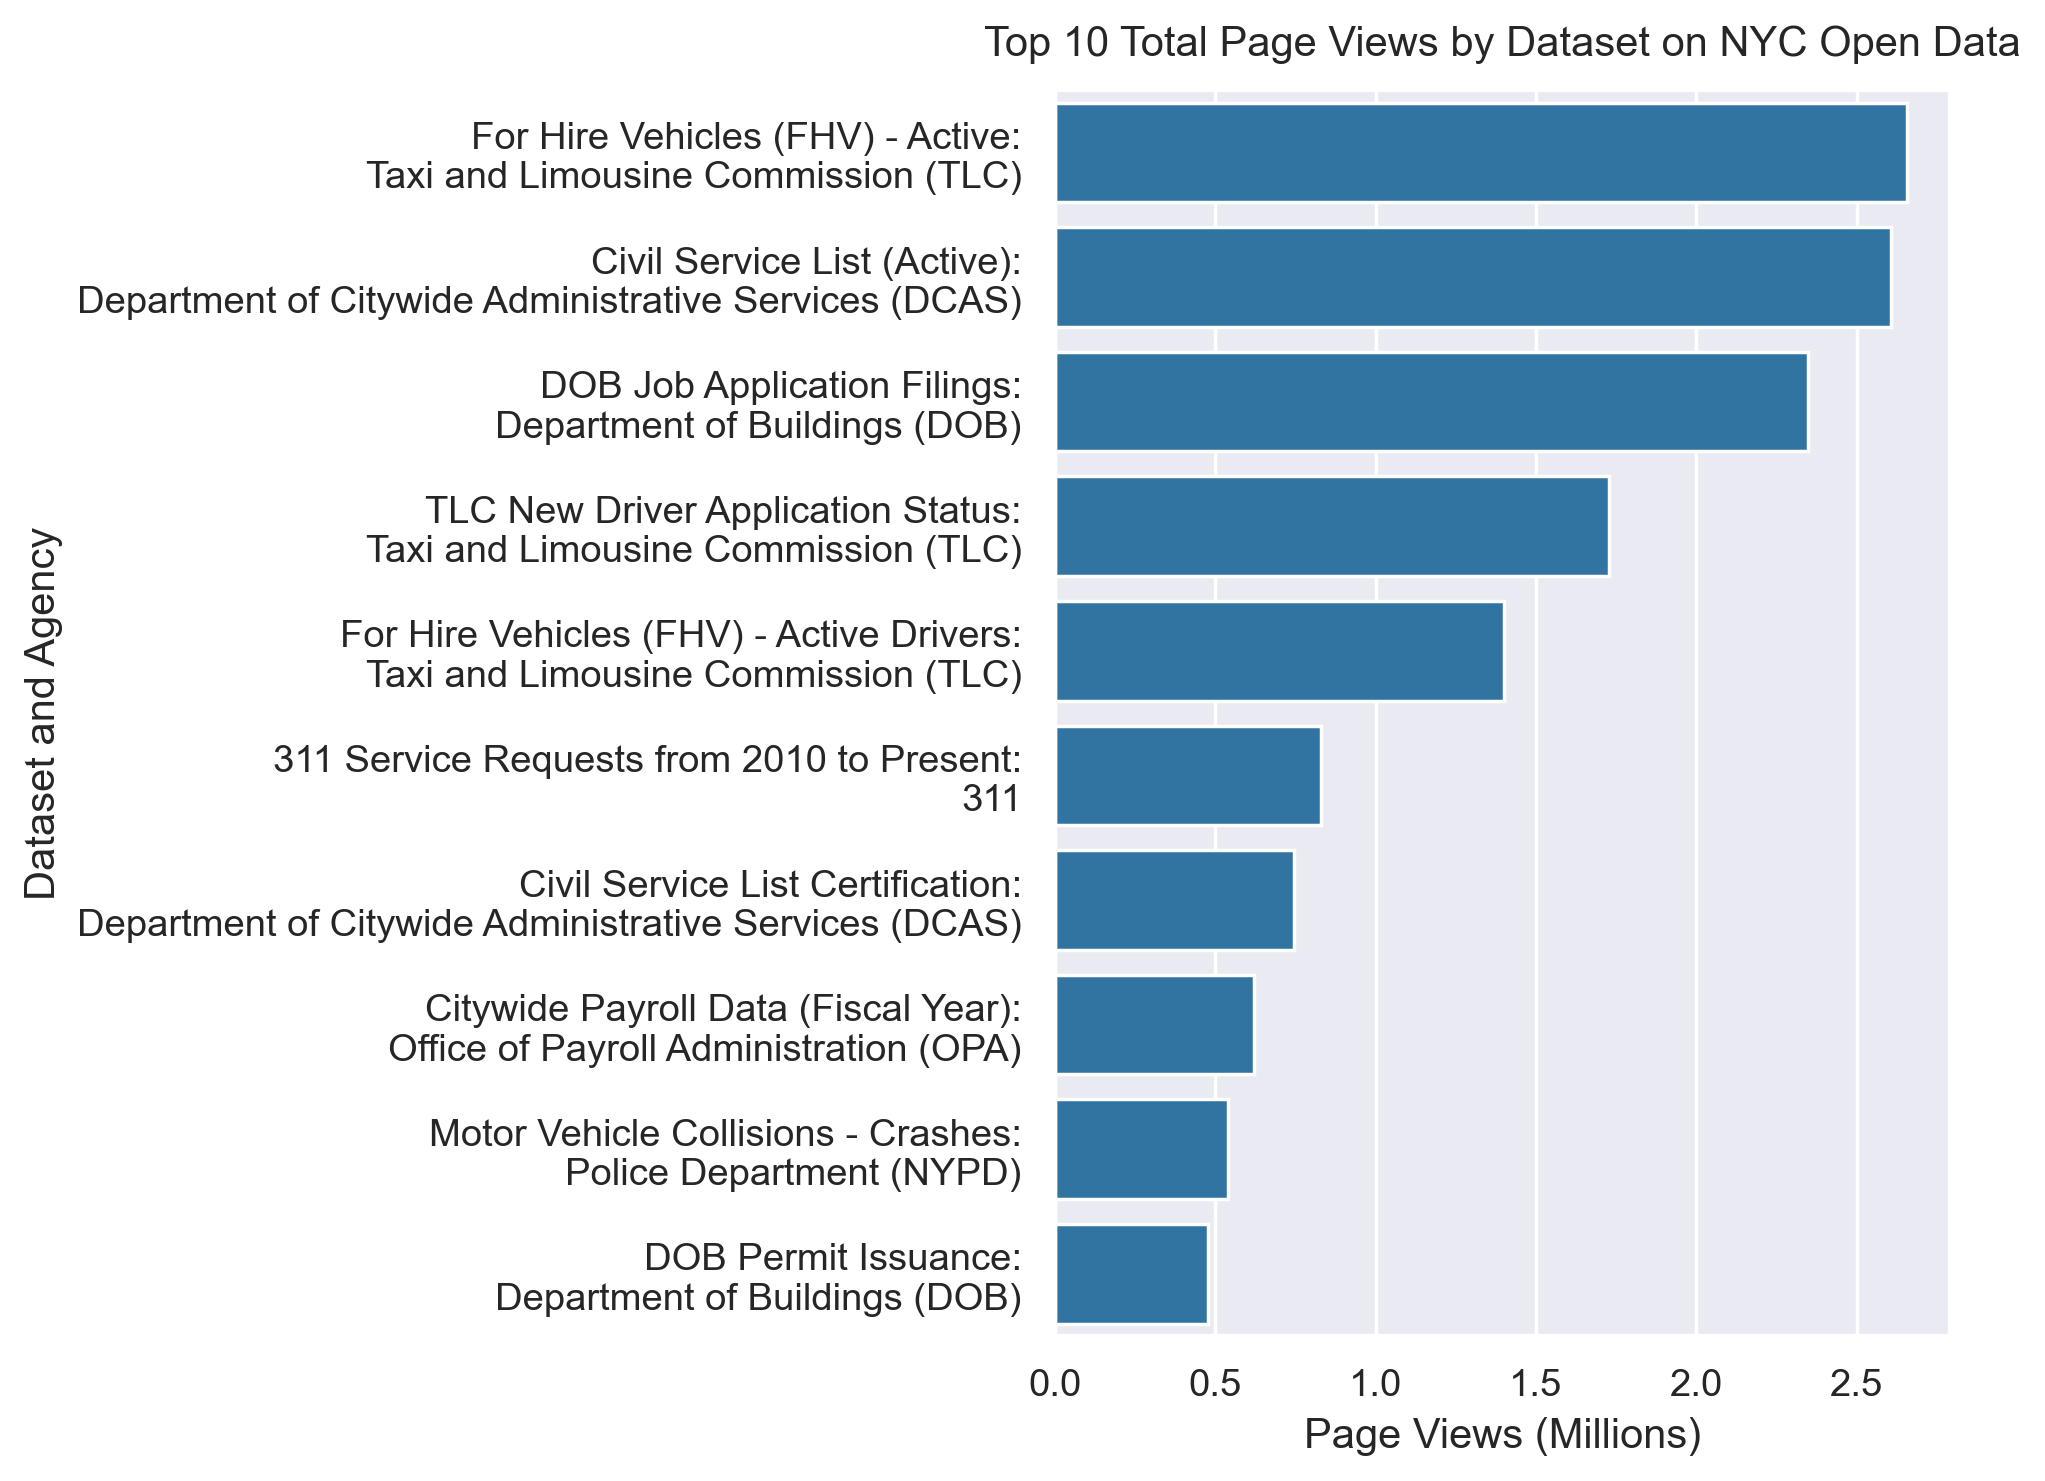 Top 10 Total Page Views by Dataset on NYC Open Data
Dataset and Agency
For Hire Vehicles (FHV) - Active:
Taxi and Limousine Commission (TLC)
Civil Service List (Active):
Department of Citywide Administrative Services (DCAS)
DOB Job Application Filings:
Department of Buildings (DOB)
TLC New Driver Application Status:
Taxi and Limousine Commission (TLC)
For Hire Vehicles (FHV) - Active Drivers:
Taxi and Limousine Commission (TLC)
311 Service Requests from 2010 to Present:
311
Civil Service List Certification:
Department of Citywide Administrative Services (DCAS)
Citywide Payroll Data (Fiscal Year):
Office of Payroll Administration (OPA)
Motor Vehicle Collisions - Crashes:
Police Department (NYPD)
DOB Permit Issuance:
Department of Buildings (DOB)
0.0 0.5 1.0 1.5 2.0 2.5
Page Views (Millions)